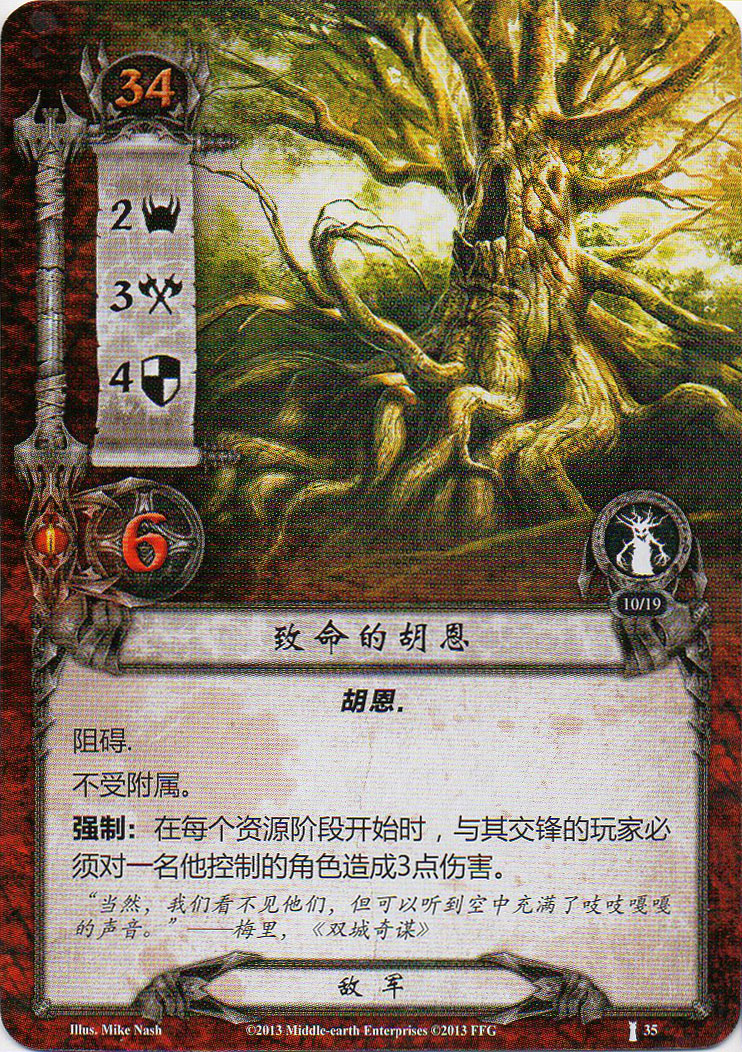 34
2
3
4
6
10/19
致命的胡恩
胡恩.
阻碍.
不受附属。
强制：在每个资源阶段开始时，与其交锋的玩家必
须对一名他控制的角色造成3点伤害。
“当然，我们看不见他们，但可以听到空中充满了吱吱嘎嘎
的声音。”——梅里，《双城奇谋》
敌军
Illus. Mike Nash
©2013 Middle-earth Enterprises ©2013 FFG
35